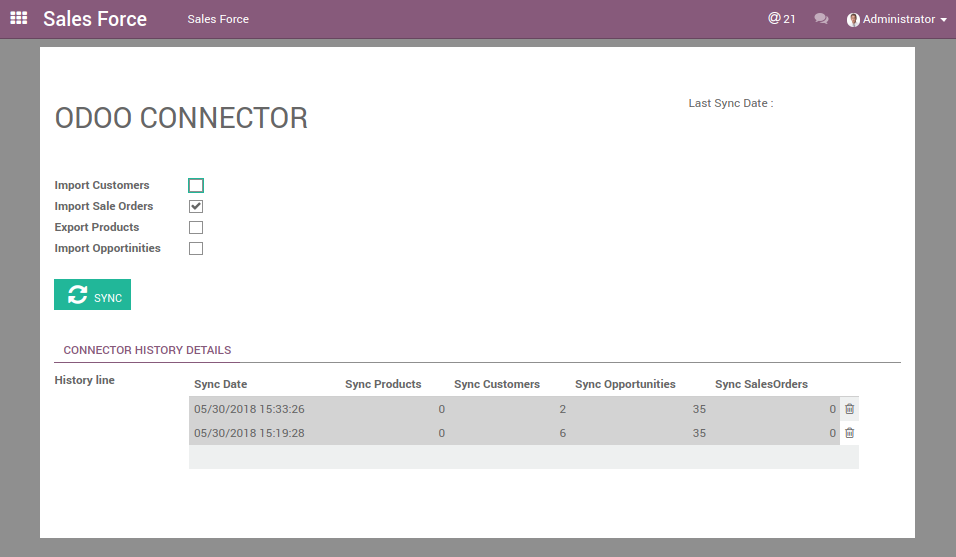 Sales Force Sales Force @ 21 Administrator
ODOO CONNECTOR
Last Sync Date :
Import Customers
Import Sale Orders
Export Products
Import Opportinities
SYNC
CONNECTOR HISTORY DETAILS
History line
Sync Date Sync Products Sync Customers Sync Opportunities Sync SalesOrders
05/30/2018 15:33:26 0 2 35 0
05/30/2018 15:19:28 0 6 35 0